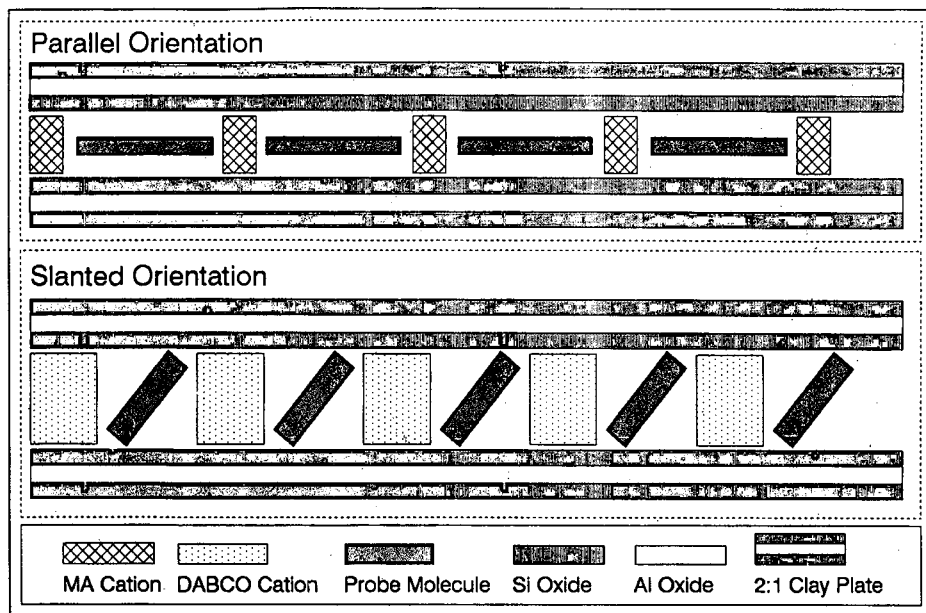 Parallel Orientation
Slanted Orientation
MA Cation DABCO Cation Probe Molecule Si Oxide Al Oxide 2:1 Clay Plate